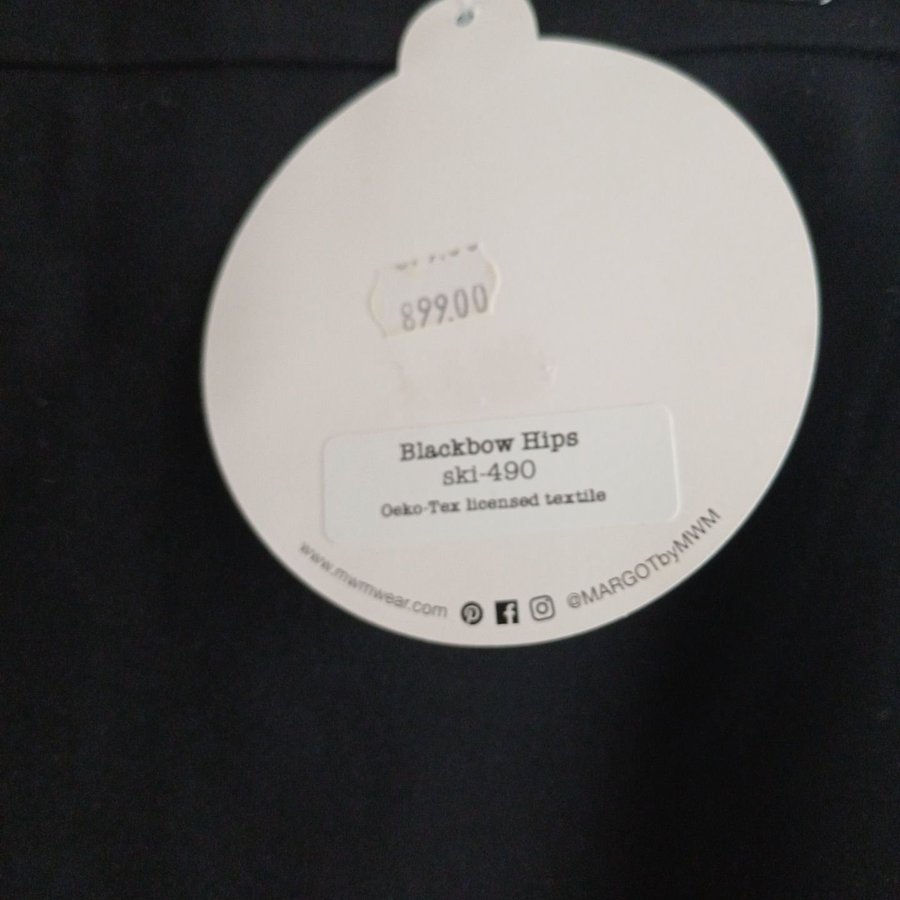 899.00
Blackbow Hips
ski-490
Oeko-Tex licensed textile
www.mwmwear.com
@MARGOTbyMWM